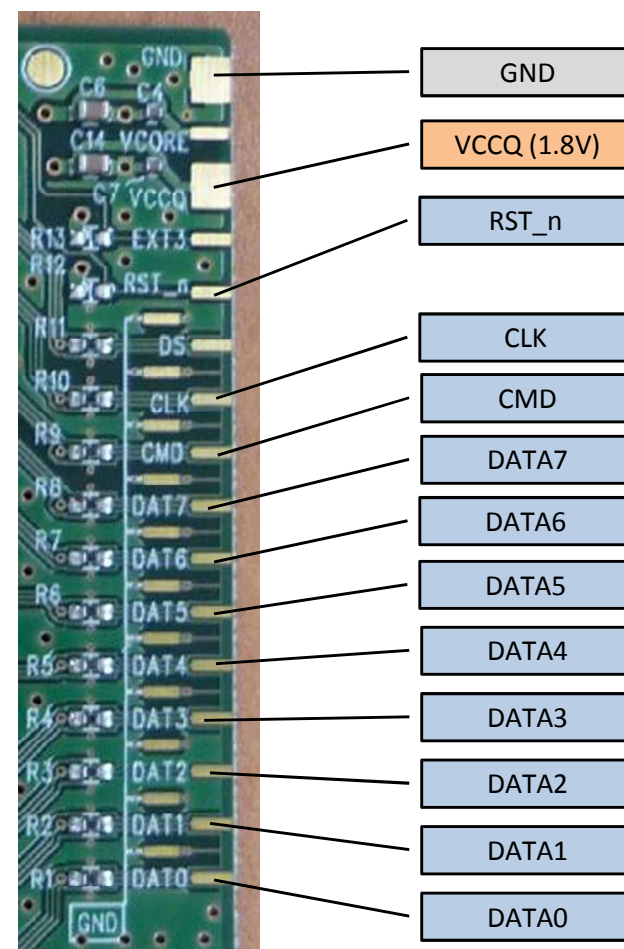 GND
GND
C6 C4
C14 VCORE
VCCQ (1.8V)
C7 VCCQ
RST_n
R13 EXT3
R12
RST_n
R11
DS
CLK
R10
CLK
CMD
R9
CMD
DATA7
R8
DAT7
DATA6
R7
DAT6
DATA5
R6
DAT5
DATA4
R5 DAT4
DATA3
R4 DAT3
R3 DAT2
DATA2
R2 DAT1
DATA1
R1 DAT0
GND
DATA0